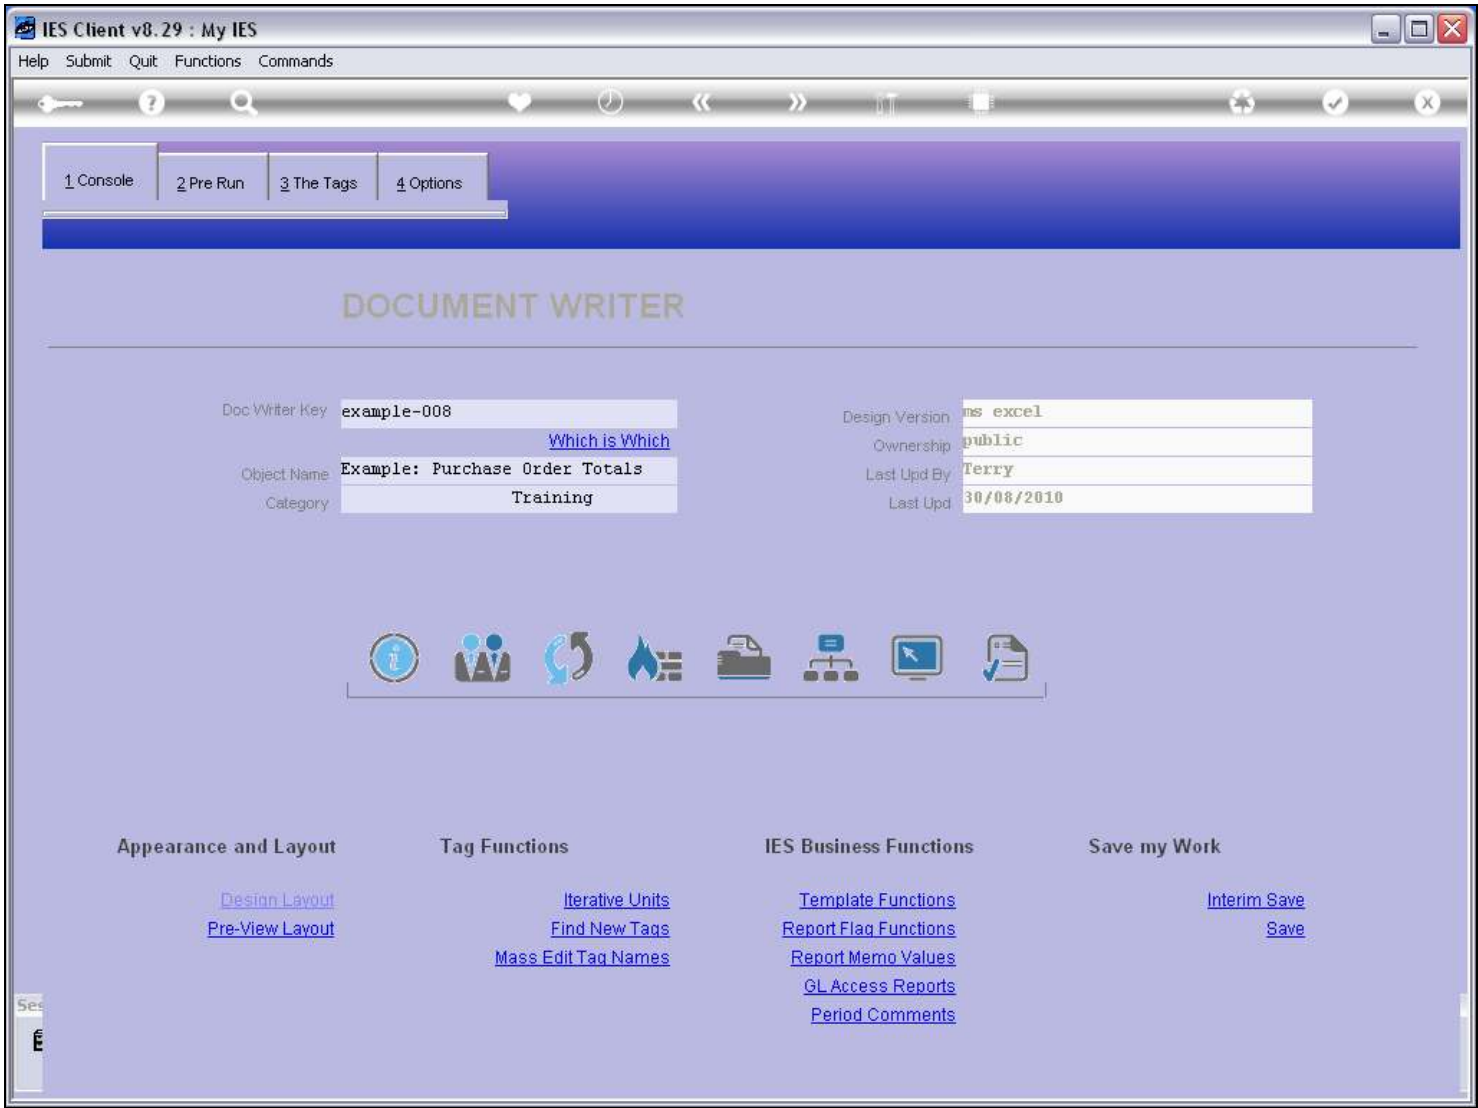 IES Client v8.29 : My IES
Help Submit Quit Functions Commands
1 Console 2 Pre Run 3 The Tags 4 Options
DOCUMENT WRITER
Doc Writer Key example-008
Which is Which
Object Name Example: Purchase Order Totals
Category Training
Design Version ms excel
Ownership public
Last Upd By Terry
Last Upd 30/08/2010
Appearance and Layout
Design Layout
Pre-View Layout
Tag Functions
Iterative Units
Find New Tags
Mass Edit Tag Names
IES Business Functions
Template Functions
Report Flag Functions
Report Memo Values
GL Access Reports
Period Comments
Save my Work
Interim Save
Save